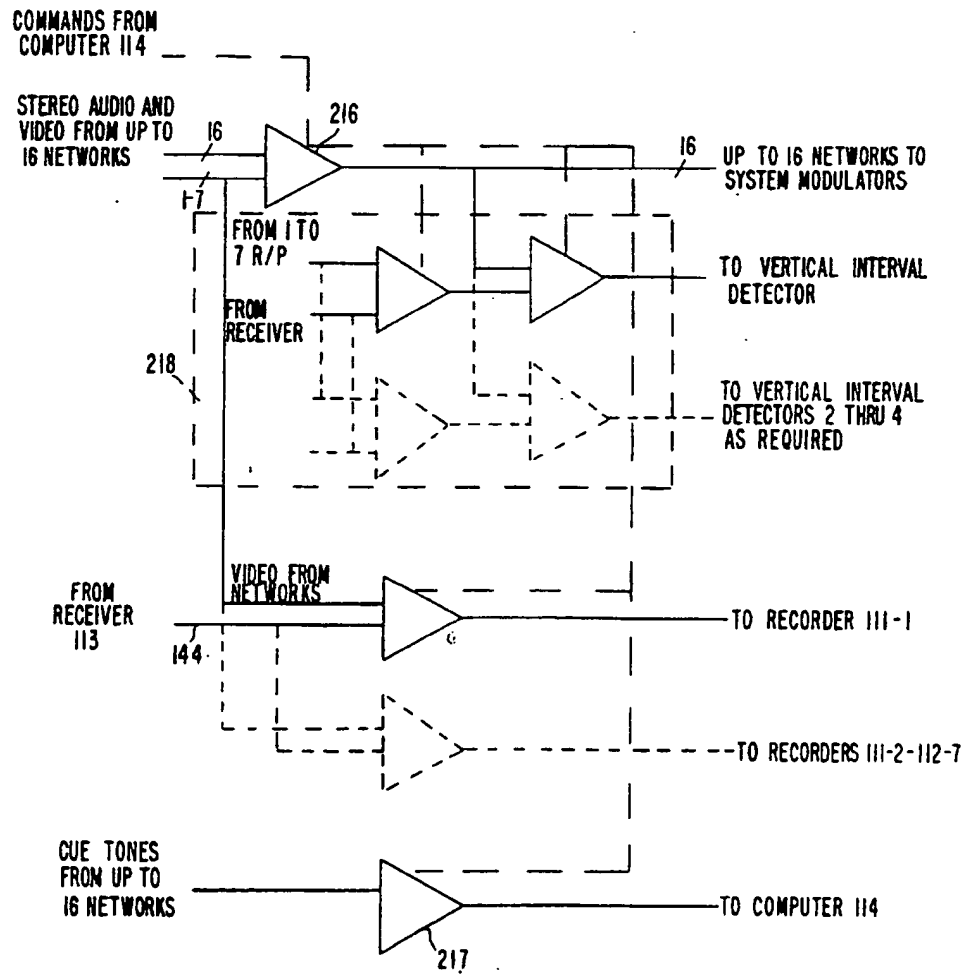 COMMANDS FROM
COMPUTER 114
STEREO AUDIO AND
VIDEO FROM UP TO
16 NETWORKS
16
1-7
216
16
UP TO 16 NETWORKS TO
SYSTEM MODULATORS
FROM 1 TO
7 R/P
FROM
RECEIVER
TO VERTICAL INTERVAL
DETECTOR
218
TO VERTICAL INTERVAL
DETECTORS 2 THRU 4
AS REQUIRED
VIDEO FROM
NETWORKS
FROM
RECEIVER
113
144
TO RECORDER 111-1
TO RECORDERS 111-2-112-7
CUE TONES
FROM UP TO
16 NETWORKS
TO COMPUTER 114
217